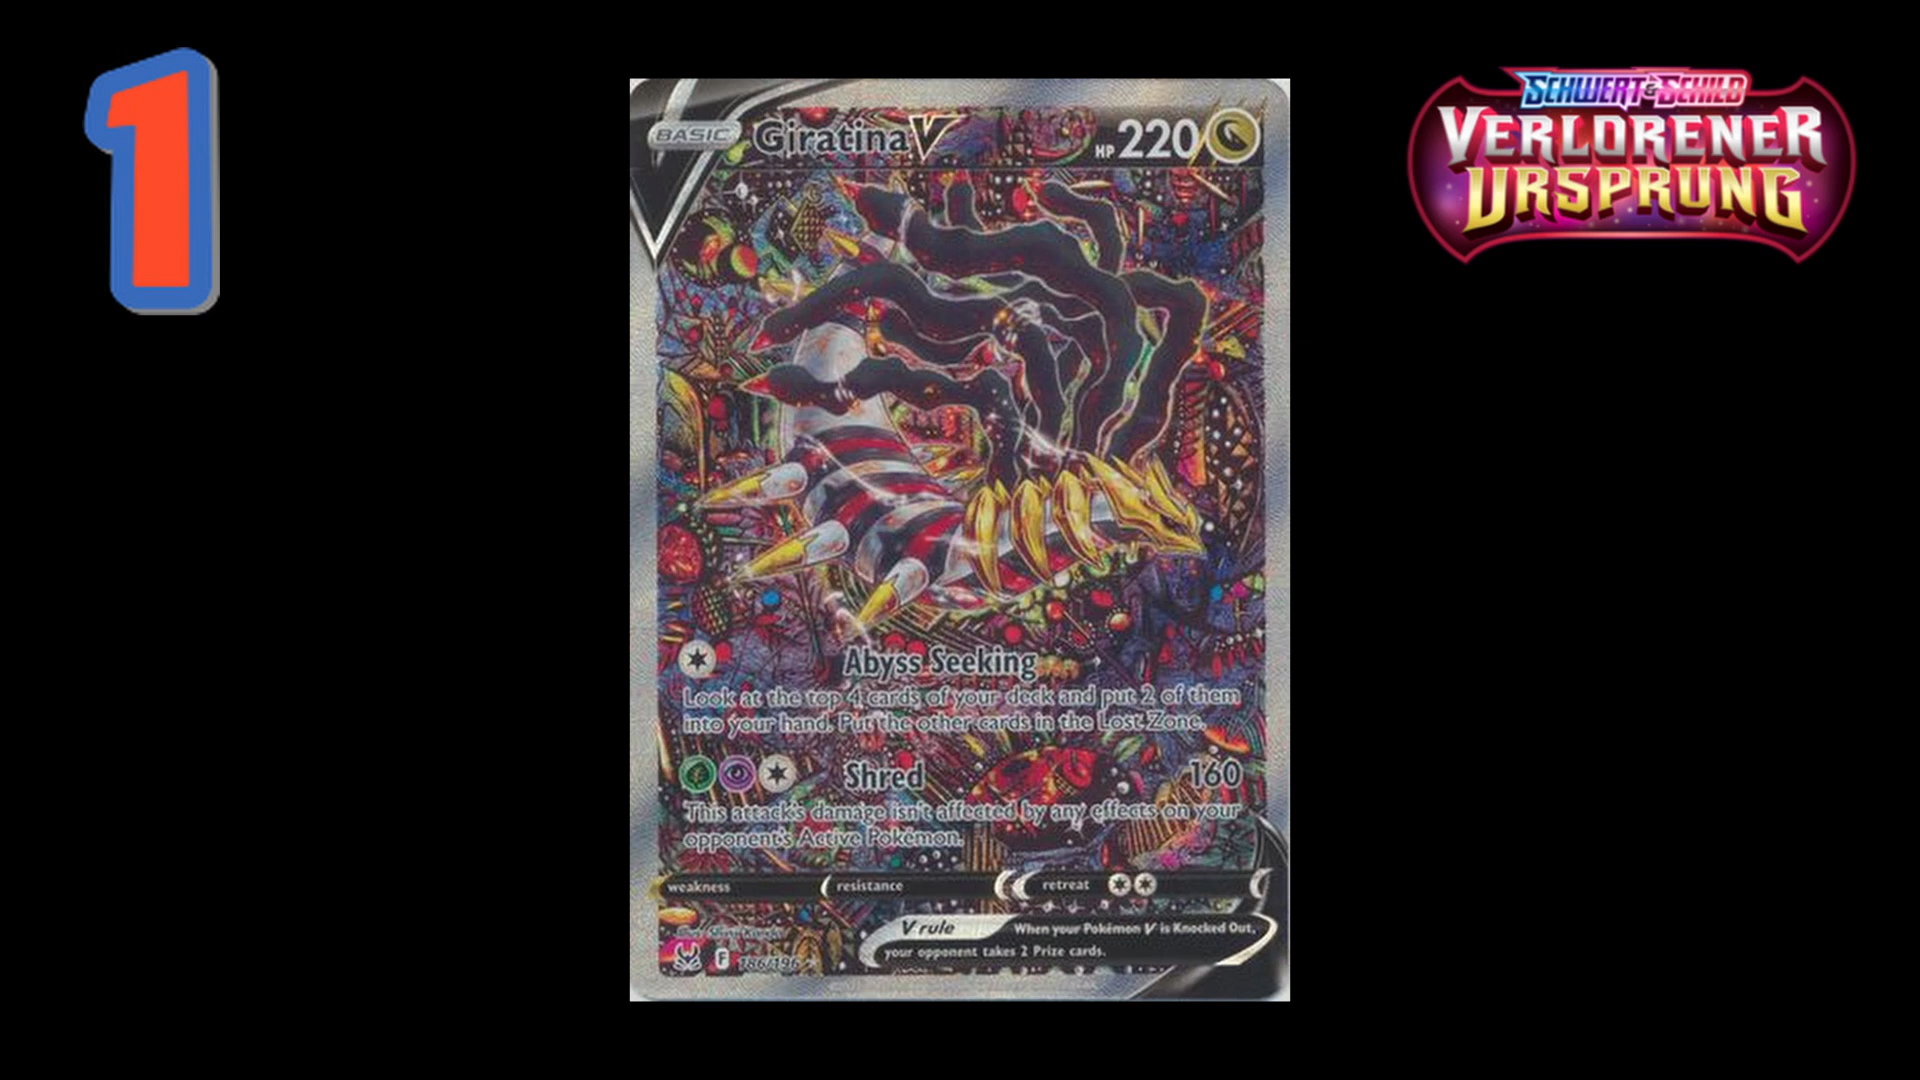 1
SCHWERT & SCHILD
VERLORENER
URSPRUNG
BASIC Giratina V HP 220
Abyss Seeking
Look at the top 4 cards of your deck and put 2 of them
into your hand. Put the other cards in the Lost Zone.
Shred 160
This attack's damage isn't affected by any effects on your
opponent's Active Pokémon.
weakness resistance retreat
V rule When your Pokémon V is Knocked Out,
your opponent takes 2 Prize cards.
F 186/196